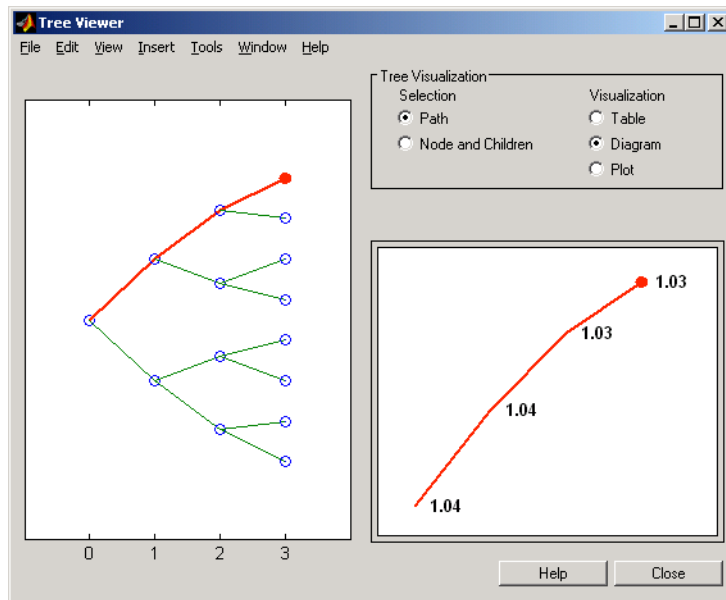 Tree Viewer
File Edit View Insert Tools Window Help
Tree Visualization
Selection
Visualization
Path
Table
Node and Children
Diagram
Plot
1.03
1.03
1.04
1.04
0 1 2 3
Help
Close